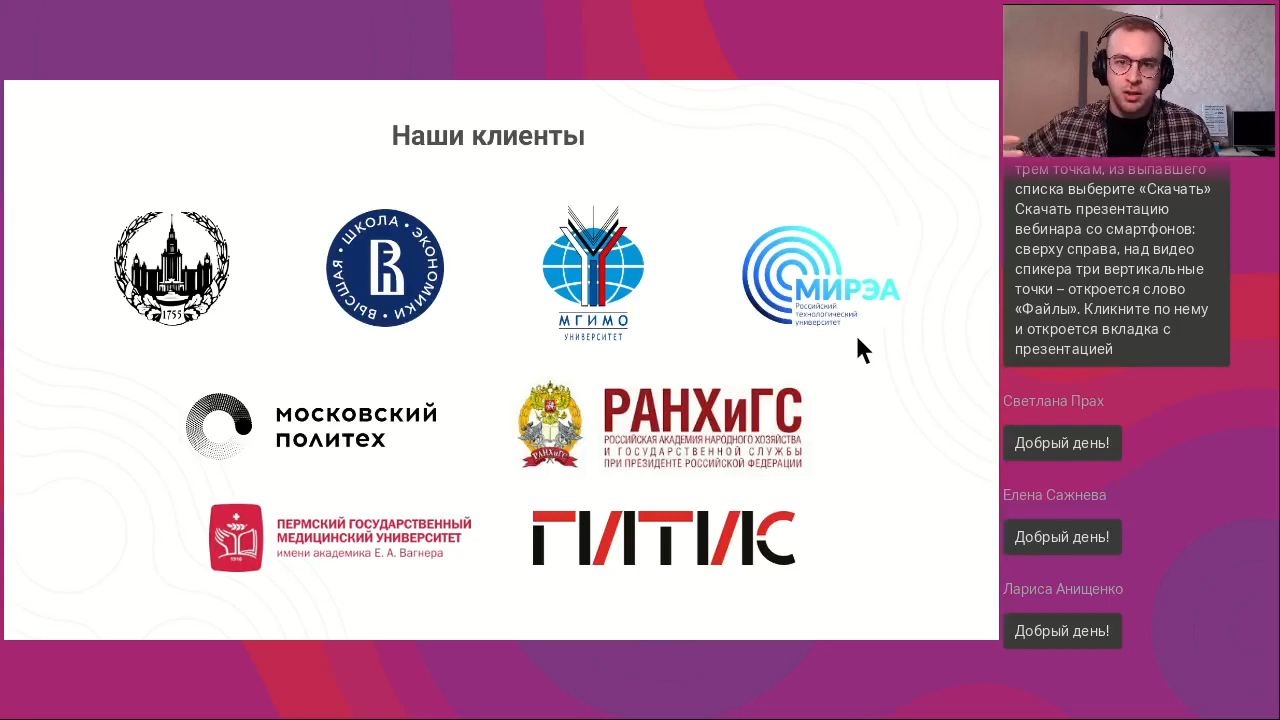 Наши клиенты
1755
ВЫСШАЯ • ШКОЛА • ЭКОНОМИКИ •
МГИМО
УНИВЕРСИТЕТ
МИРЭА
Российский
технологический
университет
МОСКОВСКИЙ
ПОЛИТЕХ
РАНХиГС
РАНХиГС
РОССИЙСКАЯ АКАДЕМИЯ НАРОДНОГО ХОЗЯЙСТВА
И ГОСУДАРСТВЕННОЙ СЛУЖБЫ
ПРИ ПРЕЗИДЕНТЕ РОССИЙСКОЙ ФЕДЕРАЦИИ
1916
ПЕРМСКИЙ ГОСУДАРСТВЕННЫЙ
МЕДИЦИНСКИЙ УНИВЕРСИТЕТ
имени академика Е. А. Вагнера
ГИТИС
трем точкам, из выпавшего
списка выберите «Скачать»
Скачать презентацию
вебинара со смартфонов:
сверху справа, над видео
спикера три вертикальные
точки – откроется слово
«Файлы». Кликните по нему
и откроется вкладка с
презентацией
Светлана Прах
Добрый день!
Елена Сажнева
Добрый день!
Лариса Анищенко
Добрый день!